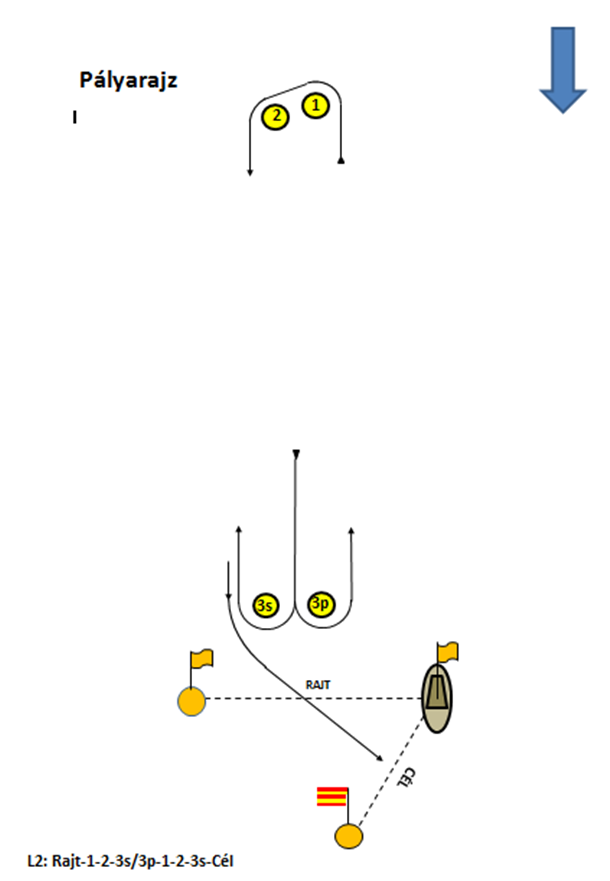 Pályarajz
I
2
1
3s
3p
RAJT
CÉL
L2: Rajt-1-2-3s/3p-1-2-3s-Cél